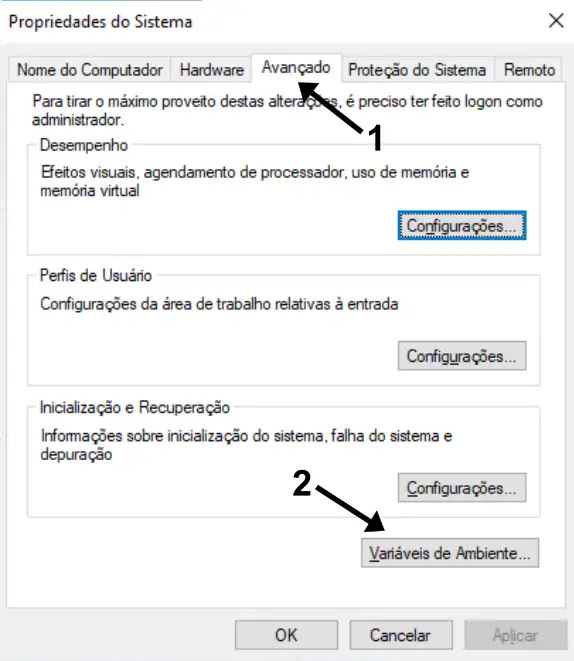 Propriedades do Sistema
Nome do Computador Hardware Avançado Proteção do Sistema Remoto
Para tirar o máximo proveito destas alterações, é preciso ter feito logon como
administrador.
1
Desempenho
Efeitos visuais, agendamento de processador, uso de memória e
memória virtual
Configurações...
Perfis de Usuário
Configurações da área de trabalho relativas à entrada
Configurações...
Inicialização e Recuperação
Informações sobre inicialização do sistema, falha do sistema e
depuração
2
Configurações...
Variáveis de Ambiente...
OK Cancelar Aplicar